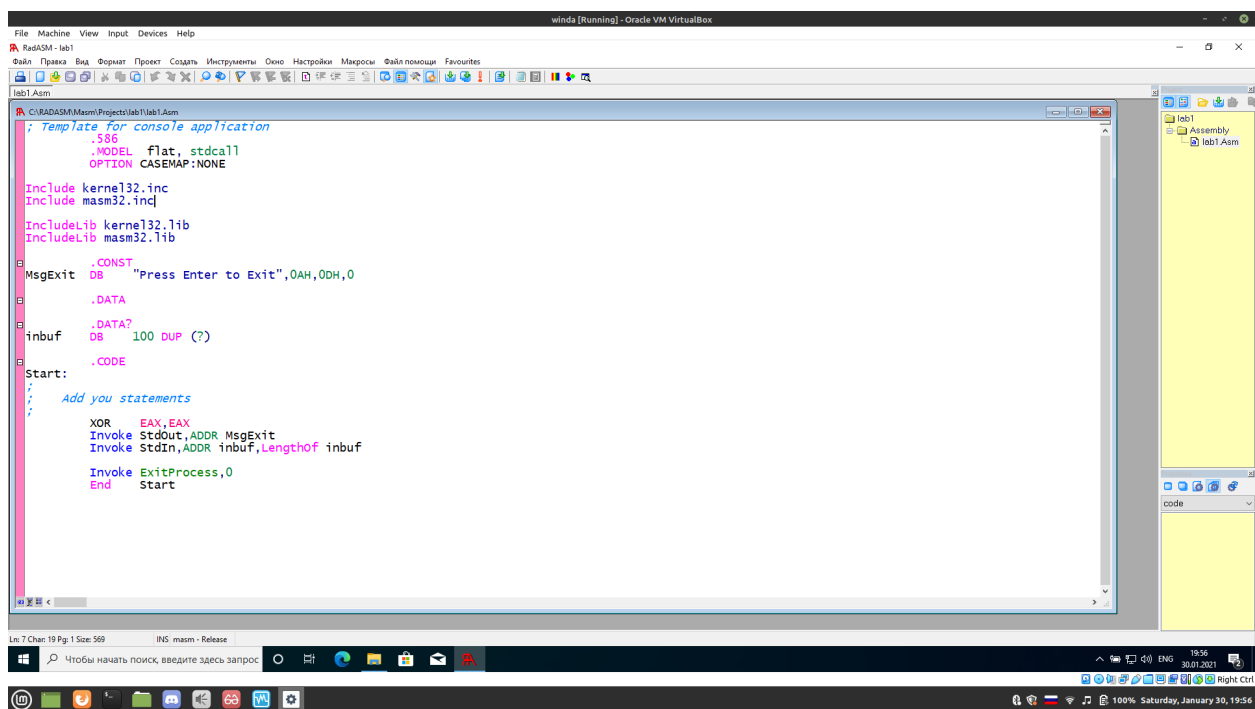 winda [Running] - Oracle VM VirtualBox
File Machine View Input Devices Help
RadASM - lab1
Файл Правка Вид Формат Проект Создать Инструменты Окно Настройки Макросы Файл помощи Favourites
lab1.Asm
C:\RADASM\Masm\Projects\lab1\lab1.Asm
; Template for console application
.586
.MODEL flat, stdcall
OPTION CASEMAP:NONE
Include kernel32.inc
Include masm32.inc
IncludeLib kernel32.lib
IncludeLib masm32.lib
.CONST
MsgExit DB "Press Enter to Exit",0AH,0DH,0
.DATA
.DATA?
inbuf DB 100 DUP (?)
.CODE
Start:
;
; Add you statements
;
XOR EAX,EAX
Invoke StdOut,ADDR MsgExit
Invoke StdIn,ADDR inbuf,LengthOf inbuf
Invoke ExitProcess,0
End Start
lab1
Assembly
lab1.Asm
code
Ln: 7 Char: 19 Pg: 1 Size: 569 INS masm - Release
Чтобы начать поиск, введите здесь запрос
ENG
19:56
30.01.2021
2
Right Ctrl
100% Saturday, January 30, 19:56